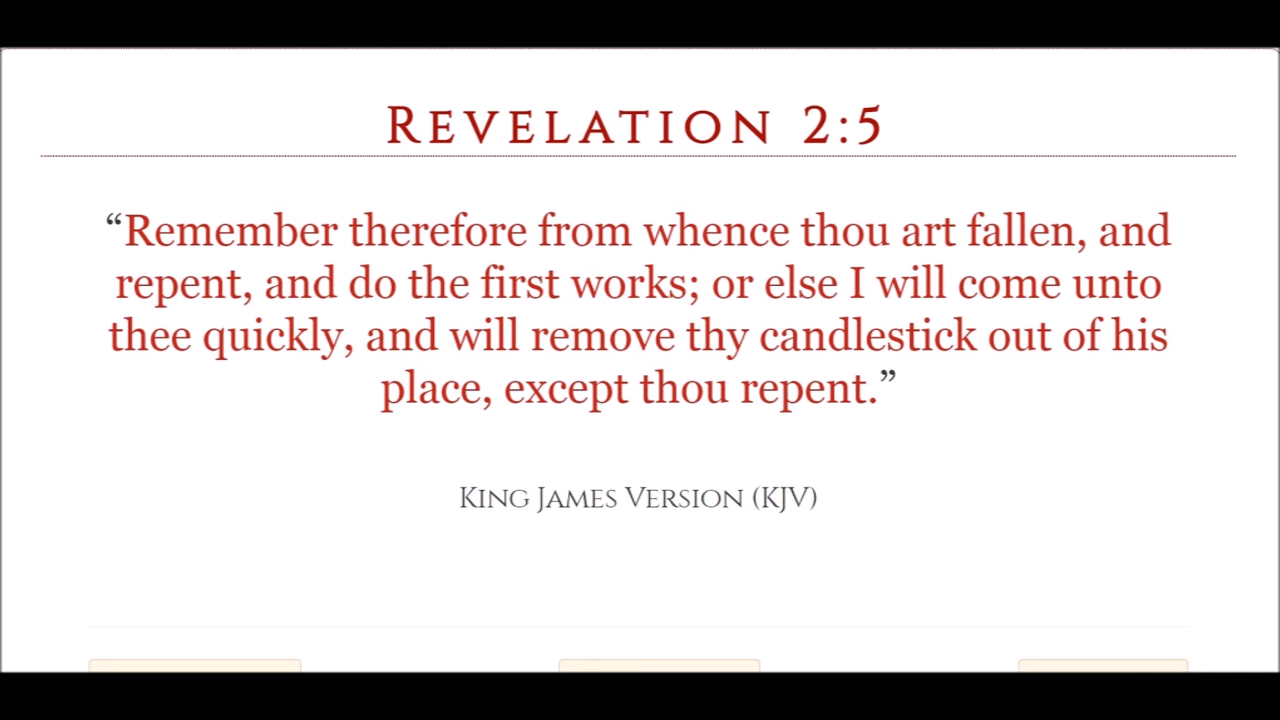 REVELATION 2:5
“Remember therefore from whence thou art fallen, and
repent, and do the first works; or else I will come unto
thee quickly, and will remove thy candlestick out of his
place, except thou repent.”
KING JAMES VERSION (KJV)